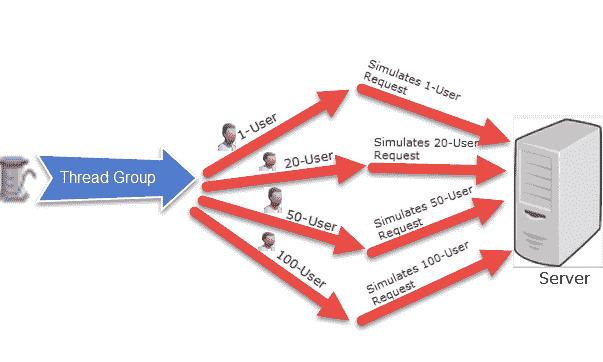 Thread Group
1-User
Simulates 1-User
Request
20-User
Simulates 20-User
Request
50-User
Simulates 50-User
Request
100-User
Simulates 100-User
Request
Server